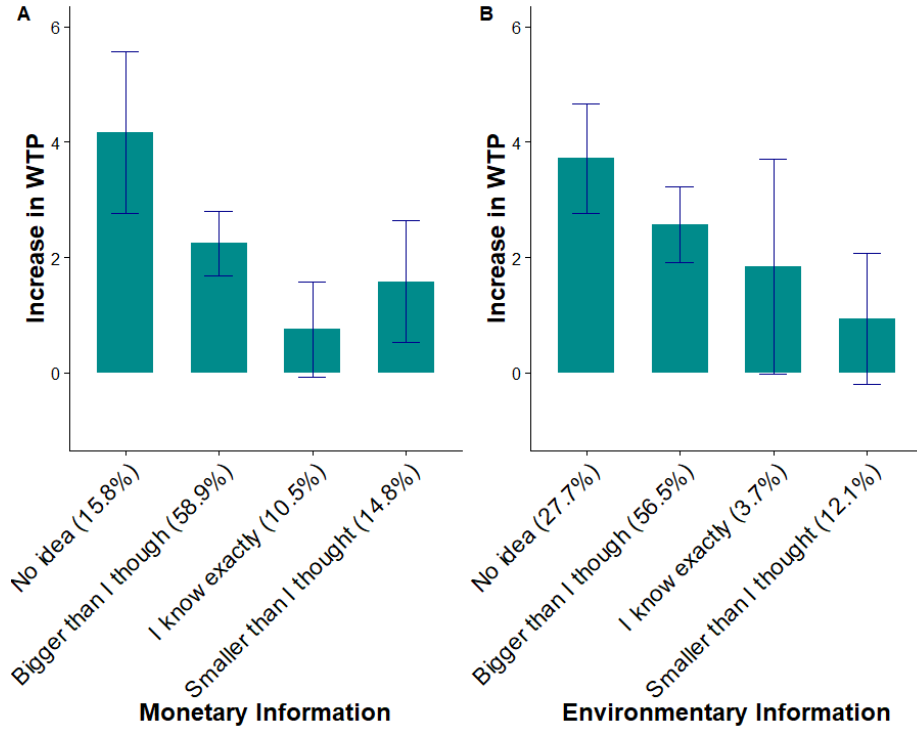 A
6
4
2
0
Increase in WTP
No idea (15.8%)
Bigger than I though (58.9%)
I know exactly (10.5%)
Smaller than I thought (14.8%)
Monetary Information
B
6
4
2
0
Increase in WTP
No idea (27.7%)
Bigger than I though (56.5%)
I know exactly (3.7%)
Smaller than I thought (12.1%)
Environmentary Information